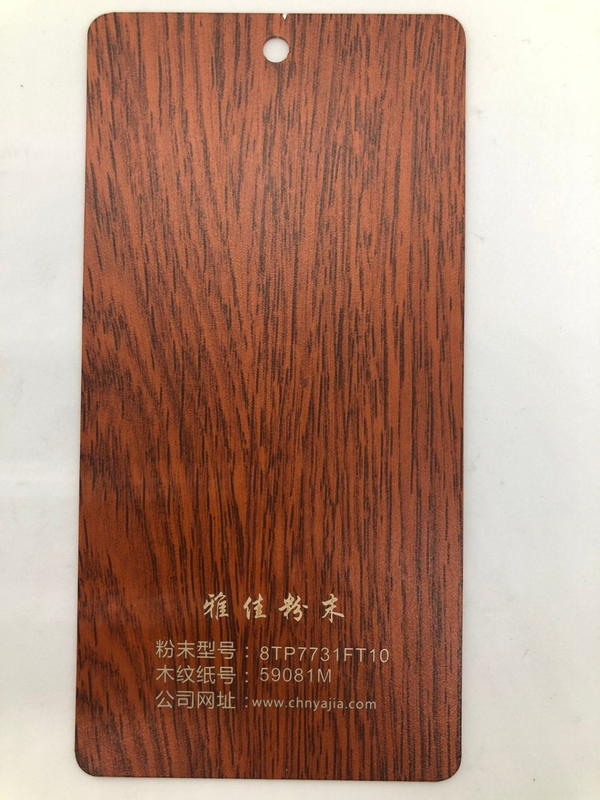 雅佳粉末
粉末型号：8TP7731FT10
木纹纸号：59081M
公司网址：www.chnyajia.com